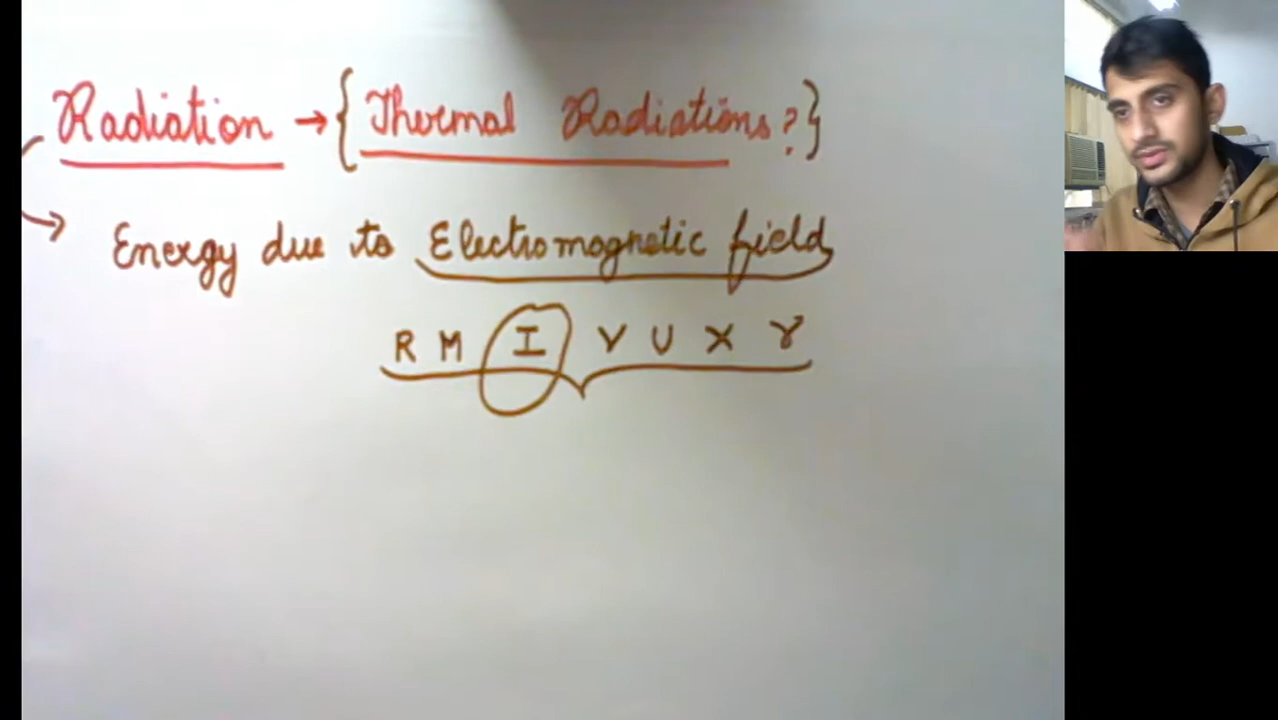 Radiation → {Thermal Radiations?}
→ Energy due to Electromagnetic field
R M I V U X γ